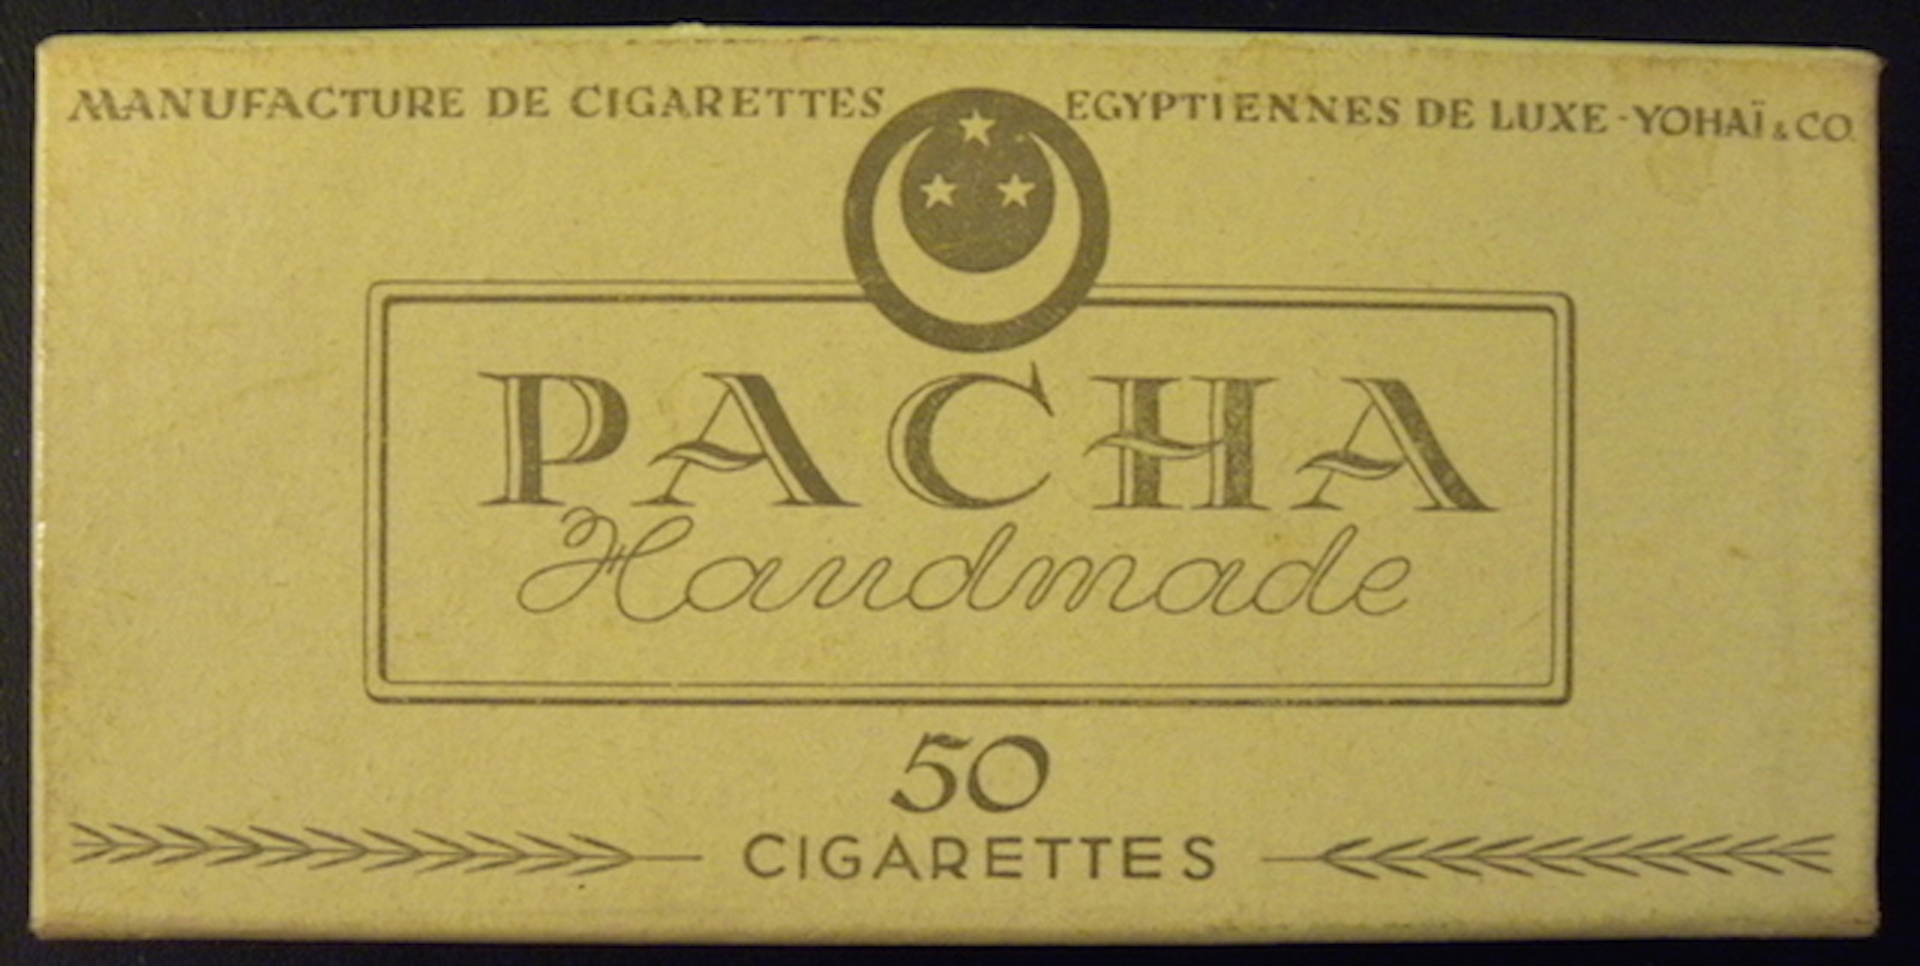 MANUFACTURE DE CIGARETTES EGYPTIENNES DE LUXE - YOHAÏ & CO.
PACHA
Handmade
50
CIGARETTES